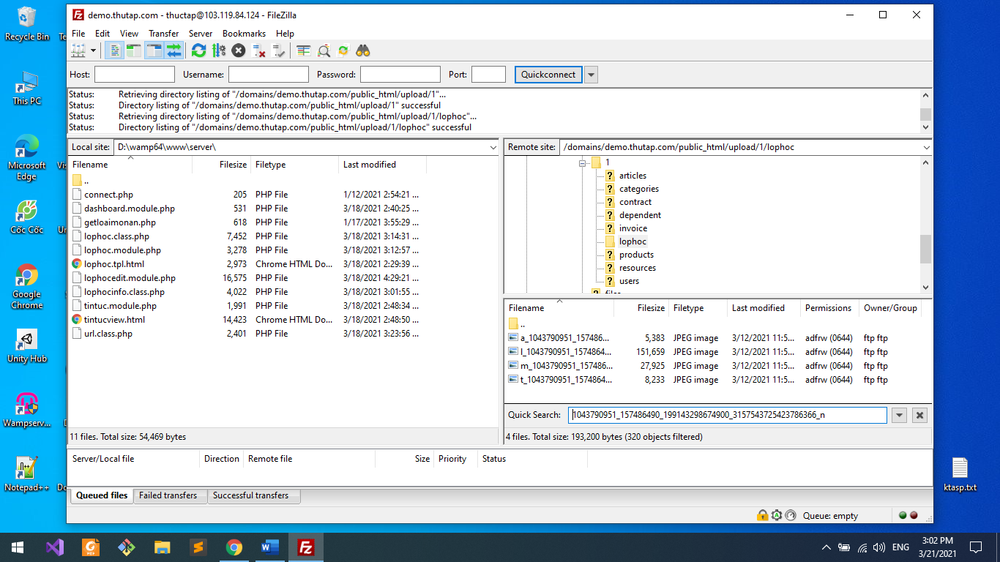 Recycle Bin
This PC
Microsoft
Edge
Cốc Cốc
Google
Chrome
Unity Hub
Wampserv...
Notepad++
demo.thutap.com - thuctap@103.119.84.124 - FileZilla
File Edit View Transfer Server Bookmarks Help
Host: Username: Password: Port: Quickconnect
Status: Retrieving directory listing of "/domains/demo.thutap.com/public_html/upload/1"...
Status: Directory listing of "/domains/demo.thutap.com/public_html/upload/1" successful
Status: Retrieving directory listing of "/domains/demo.thutap.com/public_html/upload/1/lophoc"...
Status: Directory listing of "/domains/demo.thutap.com/public_html/upload/1/lophoc" successful
Local site: D:\wamp64\www\server\
Filename Filesize Filetype Last modified
..
connect.php 205 PHP File 1/12/2021 2:54:21 ...
dashboard.module.php 531 PHP File 3/18/2021 2:40:25 ...
getloaimonan.php 618 PHP File 1/17/2021 3:55:29 ...
lophoc.class.php 7,452 PHP File 3/18/2021 3:14:31 ...
lophoc.module.php 3,278 PHP File 3/18/2021 3:12:57 ...
lophoc.tpl.html 2,973 Chrome HTML Do... 3/18/2021 2:29:39 ...
lophocedit.module.php 16,575 PHP File 3/18/2021 4:29:21 ...
lophocinfo.class.php 4,022 PHP File 3/18/2021 3:01:55 ...
tintuc.module.php 1,991 PHP File 3/18/2021 2:48:34 ...
tintucview.html 14,423 Chrome HTML Do... 3/18/2021 2:48:50 ...
url.class.php 2,401 PHP File 3/18/2021 3:23:56 ...
11 files. Total size: 54,469 bytes
Remote site: /domains/demo.thutap.com/public_html/upload/1/lophoc
1
articles
categories
contract
dependent
invoice
lophoc
products
resources
users
Filename Filesize Filetype Last modified Permissions Owner/Group
..
a_1043790951_157486... 5,383 JPEG image 3/12/2021 11:5... adfrw (0644) ftp ftp
l_1043790951_1574864... 151,659 JPEG image 3/12/2021 11:5... adfrw (0644) ftp ftp
m_1043790951_157486... 27,925 JPEG image 3/12/2021 11:5... adfrw (0644) ftp ftp
t_1043790951_1574864... 8,233 JPEG image 3/12/2021 11:5... adfrw (0644) ftp ftp
Quick Search: 1043790951_157486490_199143298674900_3157543725423786366_n
4 files. Total size: 193,200 bytes (320 objects filtered)
Server/Local file Direction Remote file Size Priority Status
Queued files Failed transfers Successful transfers
Queue: empty
ktasp.txt
ENG
3:02 PM
3/21/2021